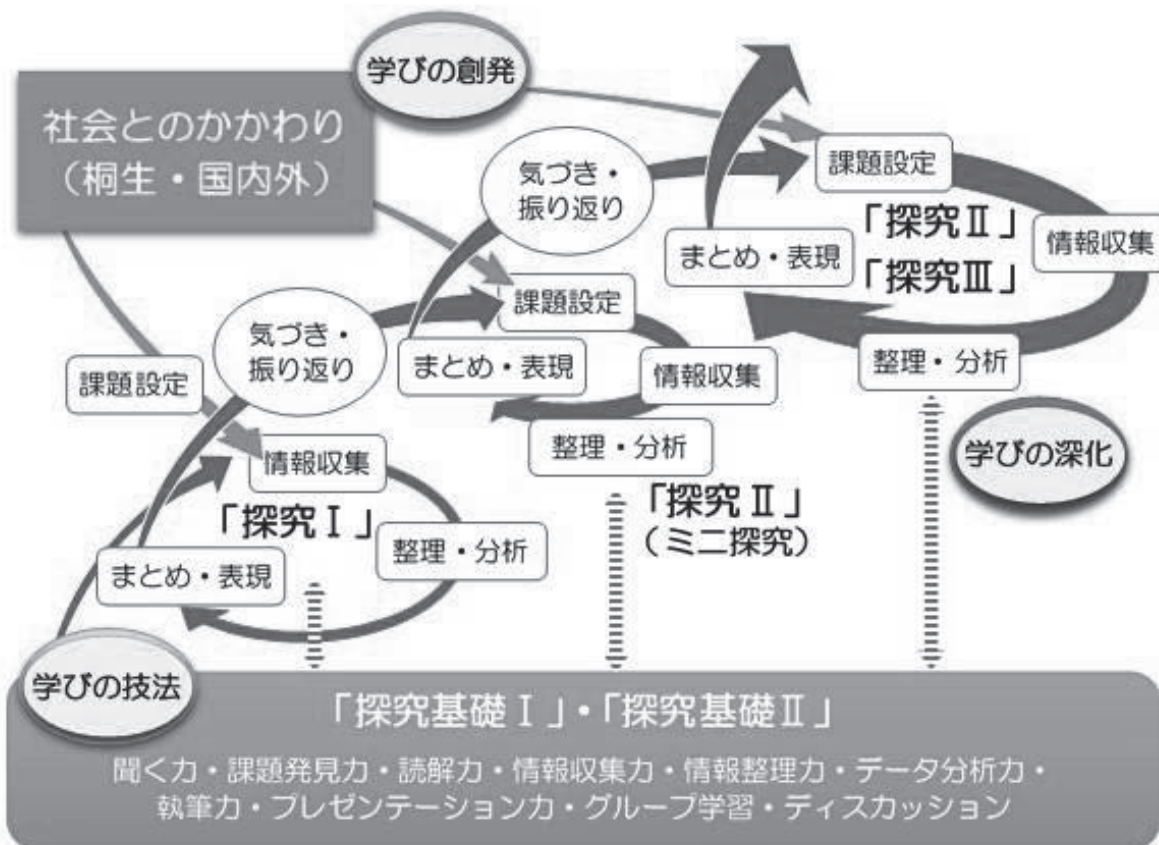 学びの創発
社会とのかかわり
（桐生・国内外）
気づき・
振り返り
課題設定
「探究Ⅱ」
「探究Ⅲ」
情報収集
まとめ・表現
整理・分析
学びの深化
気づき・
振り返り
課題設定
まとめ・表現
情報収集
整理・分析
「探究Ⅱ」
（ミニ探究）
課題設定
情報収集
「探究Ⅰ」
整理・分析
まとめ・表現
学びの技法
「探究基礎Ⅰ」・「探究基礎Ⅱ」
聞く力・課題発見力・読解力・情報収集力・情報整理力・データ分析力・
執筆力・プレゼンテーション力・グループ学習・ディスカッション